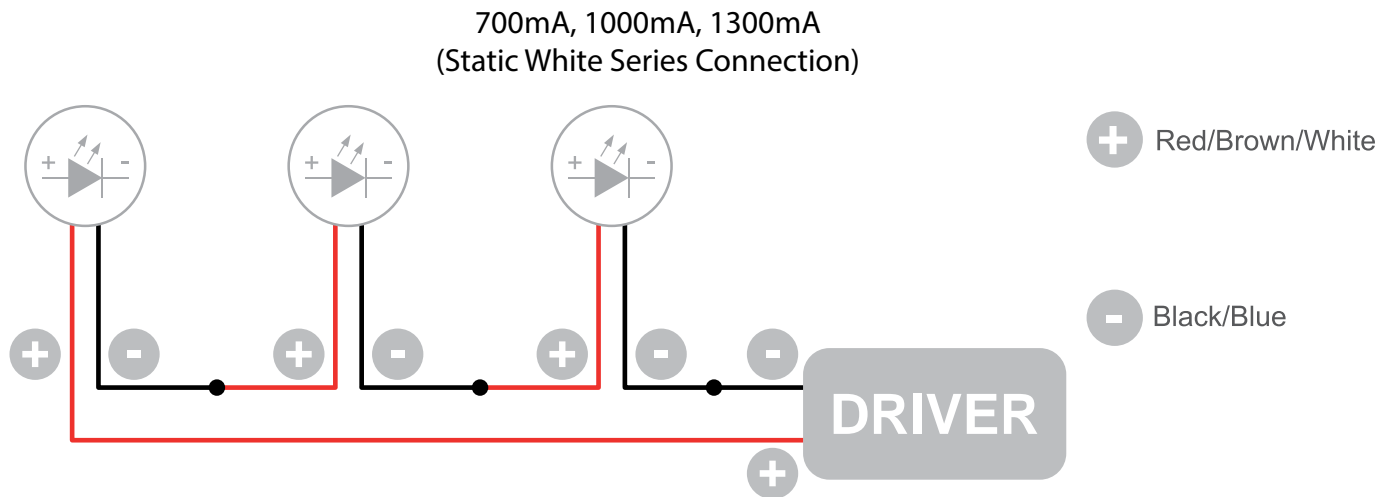 700mA, 1000mA, 1300mA
(Static White Series Connection)
+ -
+ -
+ -
+ Red/Brown/White
- Black/Blue
+ - + - + - -
DRIVER
+